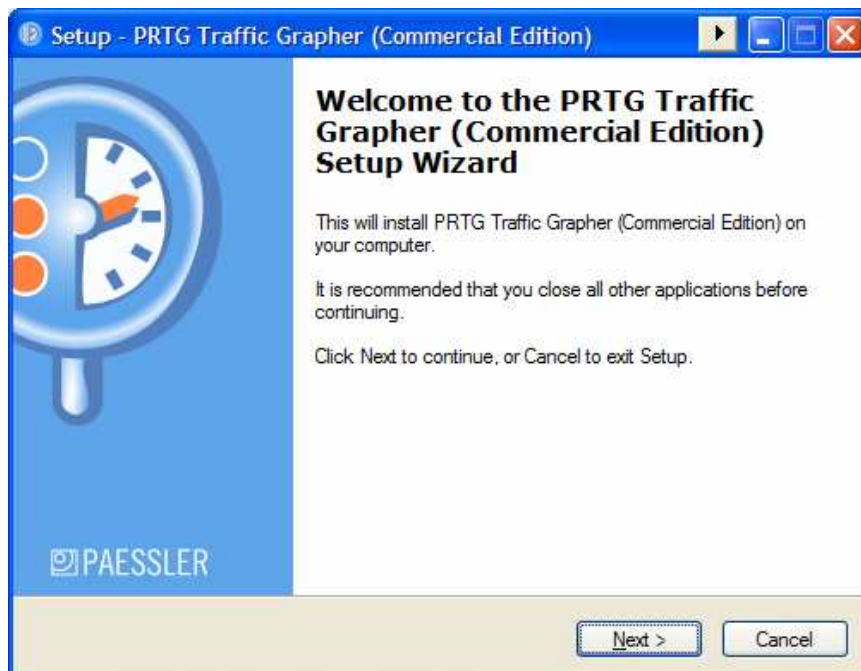 Setup - PRTG Traffic Grapher (Commercial Edition)
Welcome to the PRTG Traffic
Grapher (Commercial Edition)
Setup Wizard
This will install PRTG Traffic Grapher (Commercial Edition) on
your computer.
It is recommended that you close all other applications before
continuing.
Click Next to continue, or Cancel to exit Setup.
PAESSLER
Next >
Cancel